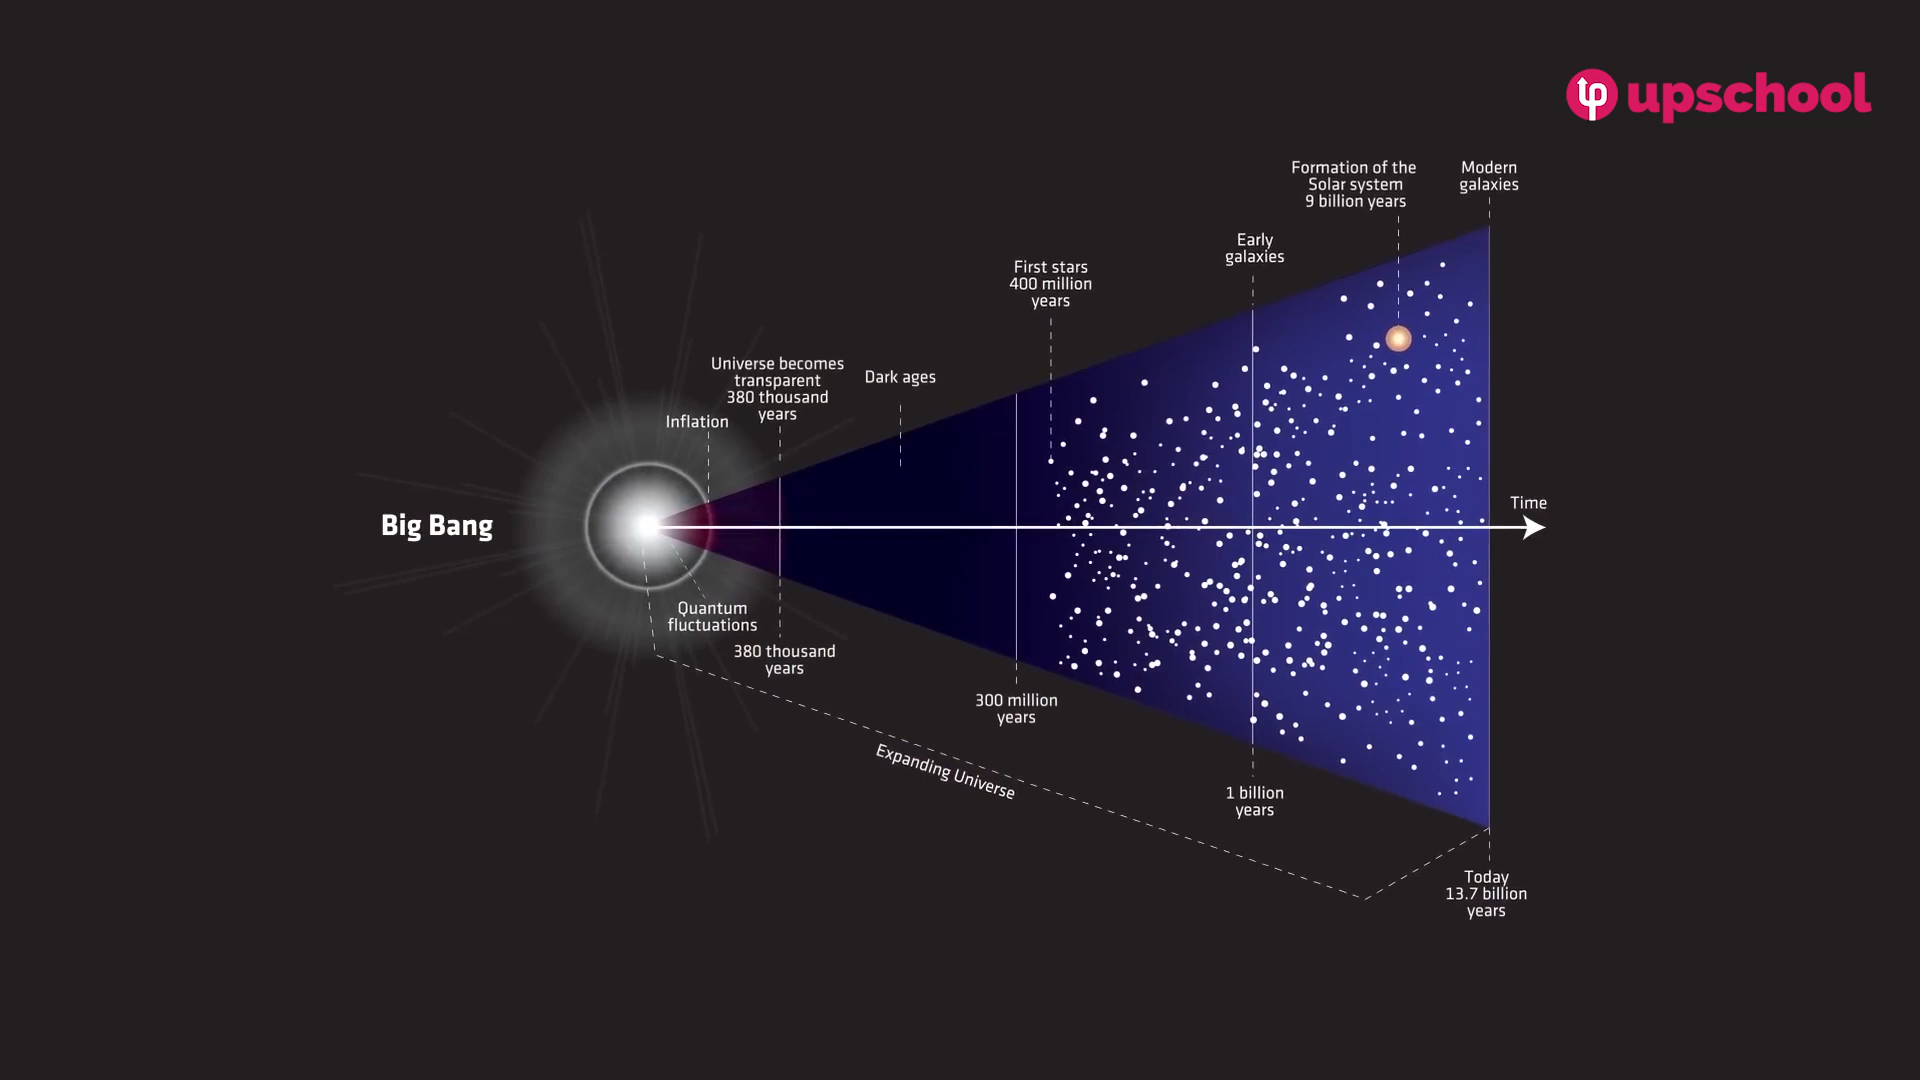 upschool
Formation of the
Solar system
9 billion years
Modern
galaxies
Early
galaxies
First stars
400 million
years
Universe becomes
transparent
380 thousand
years
Dark ages
Inflation
Big Bang
Time
Quantum
fluctuations
380 thousand
years
300 million
years
Expanding Universe
1 billion
years
Today
13.7 billion
years